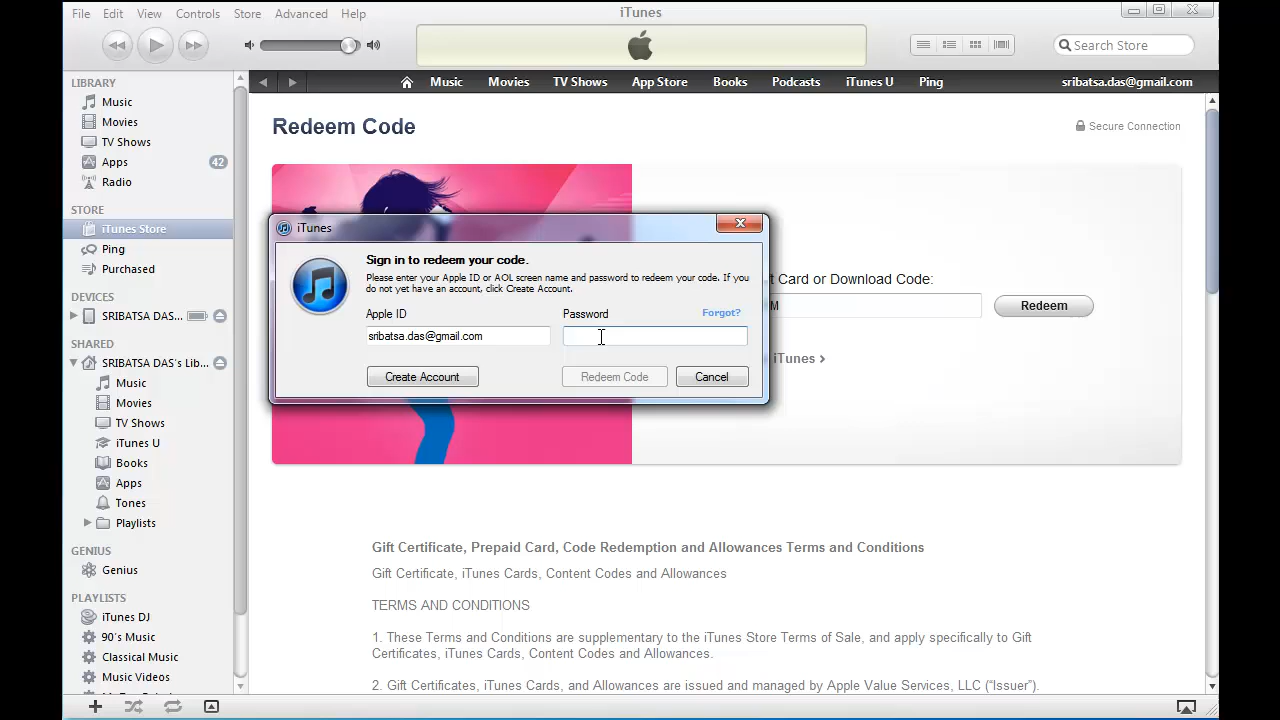 File Edit View Controls Store Advanced Help
iTunes
Search Store
LIBRARY
Music
Movies
TV Shows
Apps 42
Radio
STORE
iTunes Store
Ping
Purchased
DEVICES
SRIBATSA DAS...
SHARED
SRIBATSA DAS's Lib...
Music
Movies
TV Shows
iTunes U
Books
Apps
Tones
Playlists
GENIUS
Genius
PLAYLISTS
iTunes DJ
90's Music
Classical Music
Music Videos
Music Movies TV Shows App Store Books Podcasts iTunes U Ping sribatsa.das@gmail.com
Redeem Code
Secure Connection
t Card or Download Code:
M
Redeem
iTunes >
iTunes
Sign in to redeem your code.
Please enter your Apple ID or AOL screen name and password to redeem your code. If you
do not yet have an account, click Create Account.
Apple ID Password Forgot?
sribatsa.das@gmail.com
Create Account Redeem Code Cancel
Gift Certificate, Prepaid Card, Code Redemption and Allowances Terms and Conditions
Gift Certificate, iTunes Cards, Content Codes and Allowances
TERMS AND CONDITIONS
1. These Terms and Conditions are supplementary to the iTunes Store Terms of Sale, and apply specifically to Gift
Certificates, iTunes Cards, Content Codes and Allowances.
2. Gift Certificates, iTunes Cards, and Allowances are issued and managed by Apple Value Services, LLC (“Issuer”).